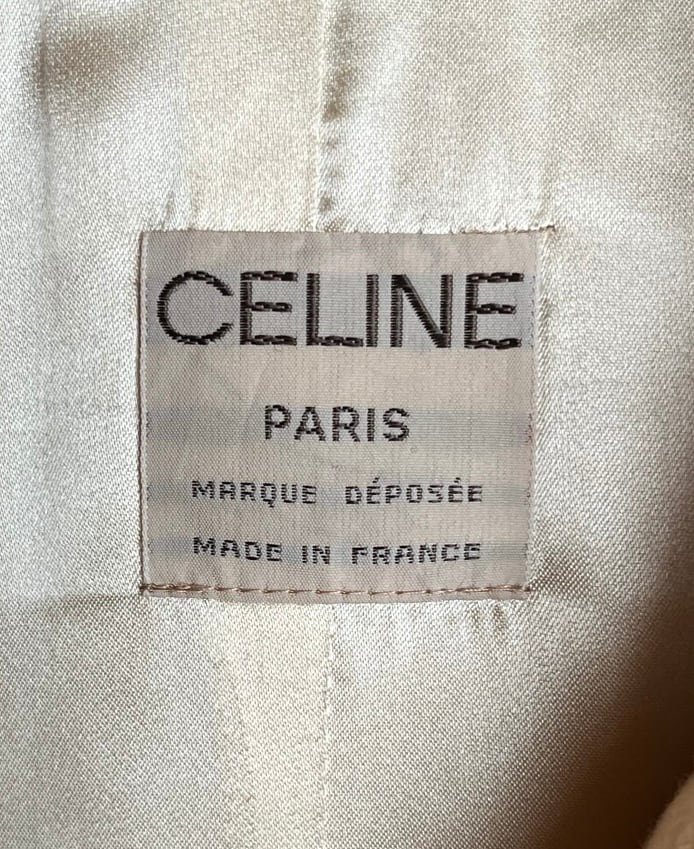 CELINE
PARIS
MARQUE DÉPOSÉE
MADE IN FRANCE